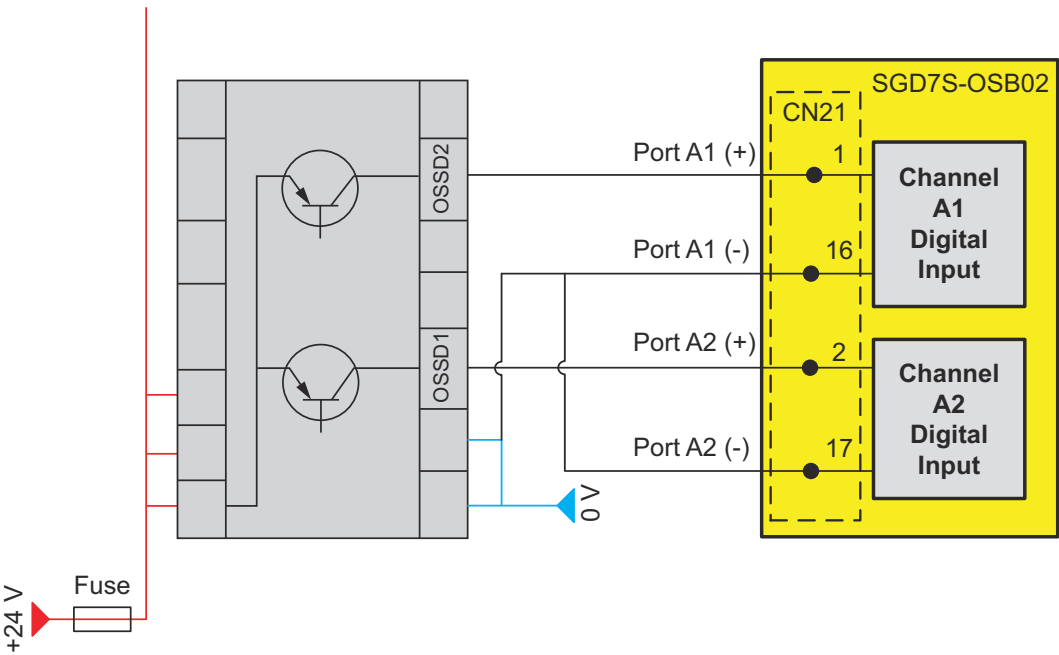 SGD7S-OSB02
CN21
OSSD2
Port A1 (+)
1
Channel
A1
Digital
Input
Port A1 (-)
16
OSSD1
Port A2 (+)
2
Channel
A2
Digital
Input
Port A2 (-)
17
0 V
Fuse
+24 V